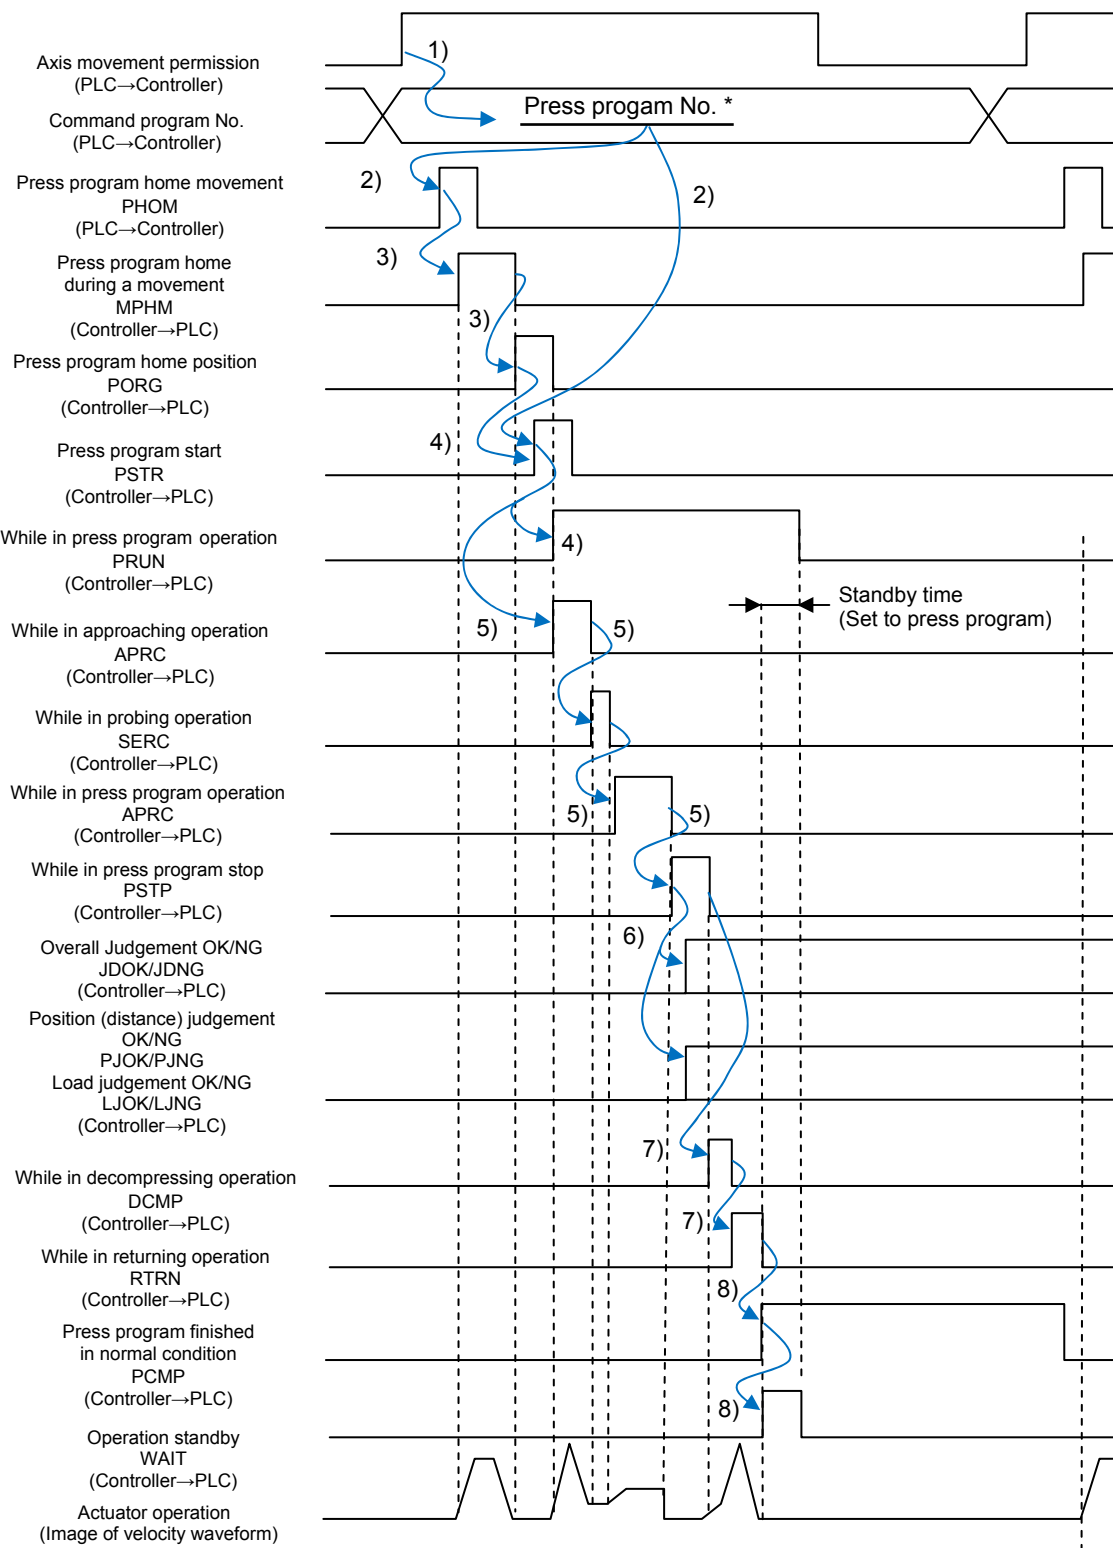 1)
Axis movement permission
(PLC→Controller)
Press progam No. *
Command program No.
(PLC→Controller)
2)
2)
Press program home movement
PHOM
(PLC→Controller)
3)
Press program home
during a movement
MPHM
(Controller→PLC)
3)
Press program home position
PORG
(Controller→PLC)
4)
Press program start
PSTR
(Controller→PLC)
While in press program operation
PRUN
(Controller→PLC)
4)
Standby time
(Set to press program)
5)
5)
While in approaching operation
APRC
(Controller→PLC)
While in probing operation
SERC
(Controller→PLC)
While in press program operation
APRC
(Controller→PLC)
5)
5)
While in press program stop
PSTP
(Controller→PLC)
6)
Overall Judgement OK/NG
JDOK/JDNG
(Controller→PLC)
Position (distance) judgement
OK/NG
PJOK/PJNG
Load judgement OK/NG
LJOK/LJNG
(Controller→PLC)
7)
While in decompressing operation
DCMP
(Controller→PLC)
7)
While in returning operation
RTRN
(Controller→PLC)
8)
Press program finished
in normal condition
PCMP
(Controller→PLC)
8)
Operation standby
WAIT
(Controller→PLC)
Actuator operation
(Image of velocity waveform)